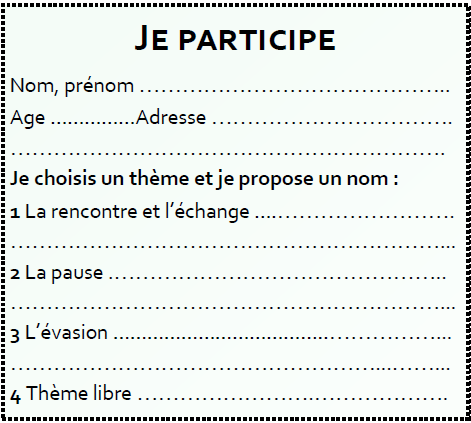 JE PARTICIPE
Nom, prénom ……………………………………..
Age ...............Adresse ……………………………….
……………………………………………………….
Je choisis un thème et je propose un nom :
1 La rencontre et l’échange ....…………………….
………………………………………………………...
2 La pause …………………………………………..
………………………………………………………...
3 L’évasion ........................................………………...
………………………………………………...……...
4 Thème libre ……………………..……………….